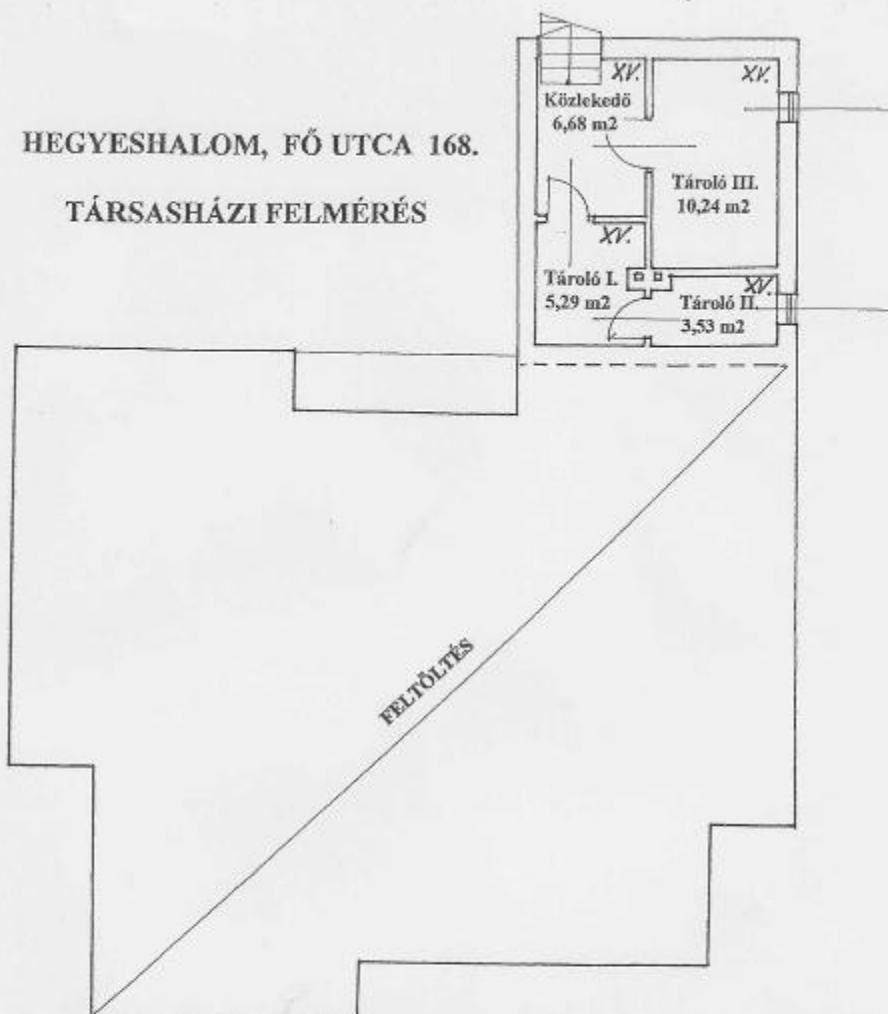 HEGYESHALOM, FŐ UTCA 168.
TÁRSASHÁZI FELMÉRÉS
XV.
Közlekedő
6,68 m2
XV.
Tároló III.
10,24 m2
XV.
Tároló I.
5,29 m2
XV.
Tároló II.
3,53 m2
FELTÖLTÉS